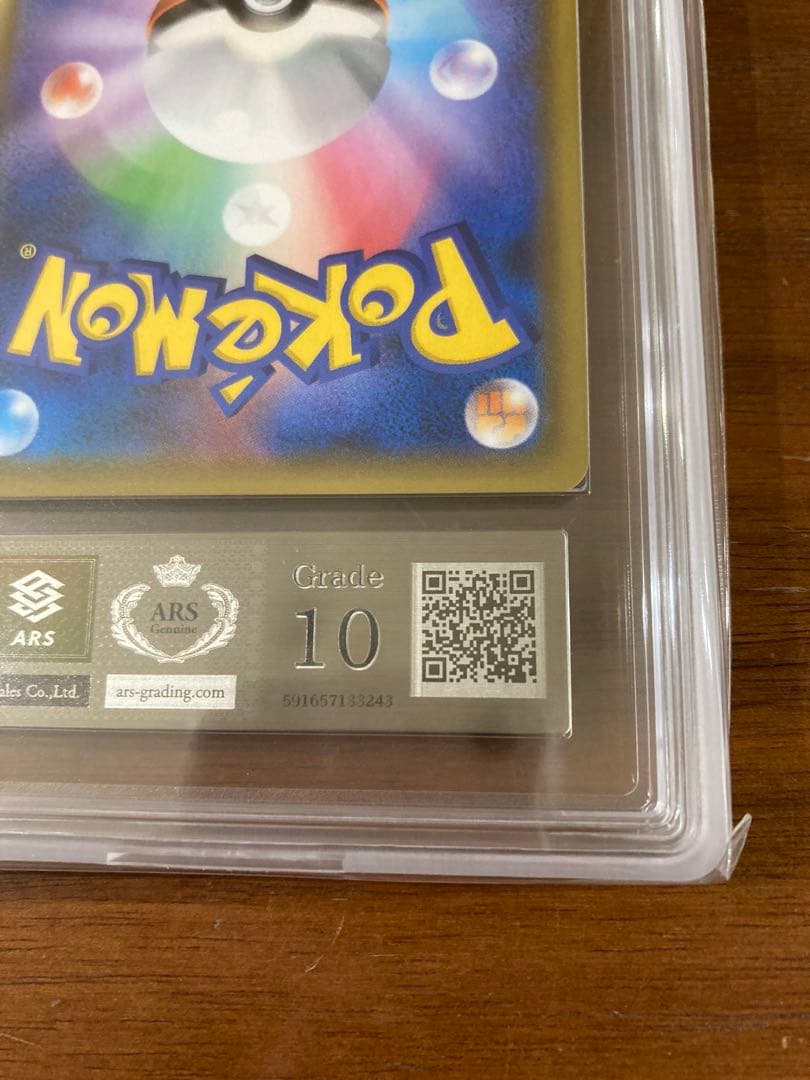 ®
POKéMON
ARS
ARS
Genuine
Grade
10
ales Co.,Ltd.
ars-grading.com
591657133243